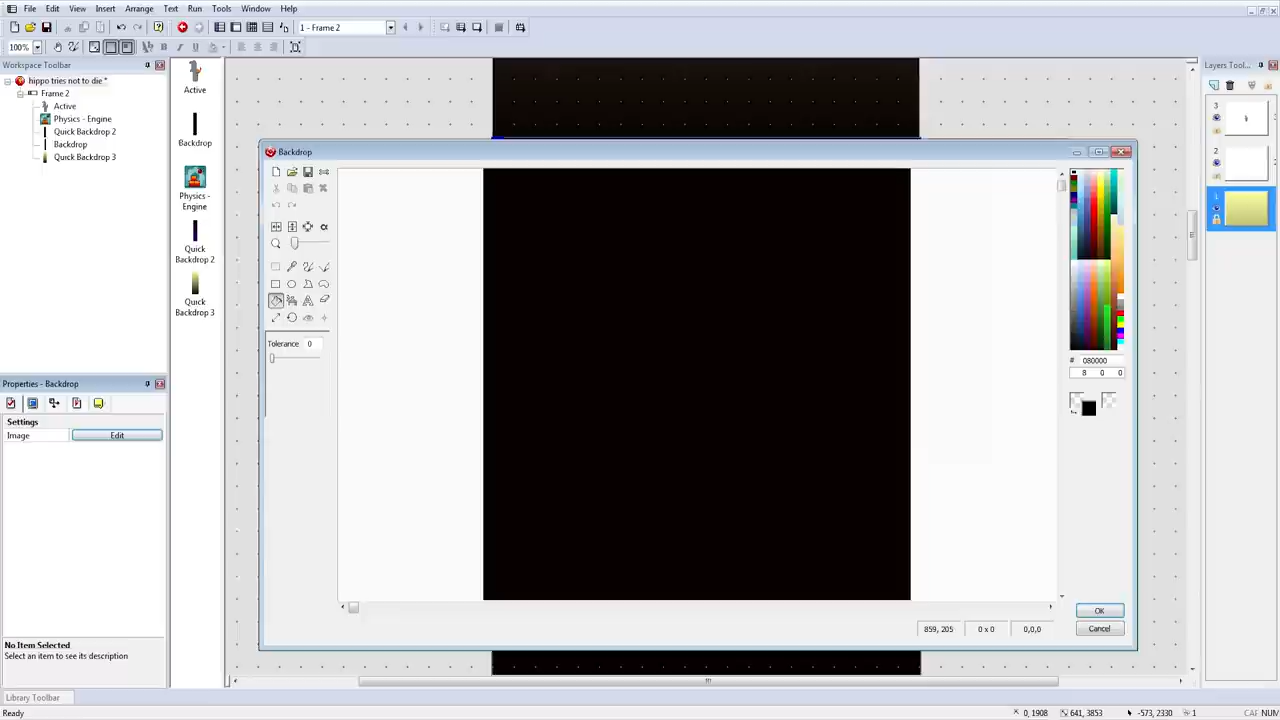 File Edit View Insert Arrange Text Run Tools Window Help
1 - Frame 2
100%
Workspace Toolbar
hippo tries not to die *
Frame 2
Active
Physics - Engine
Quick Backdrop 2
Backdrop
Quick Backdrop 3
Active
Backdrop
Physics -
Engine
Quick
Backdrop 2
Quick
Backdrop 3
Backdrop
Tolerance 0
# 080000
8 0 0
859, 205 0 x 0 0,0,0
OK
Cancel
Layers Tool...
3
2
1
Properties - Backdrop
Settings
Image Edit
No Item Selected
Select an item to see its description
Library Toolbar
Ready
0, 1908 641, 3853 -573, 2330 1 CAF NUM